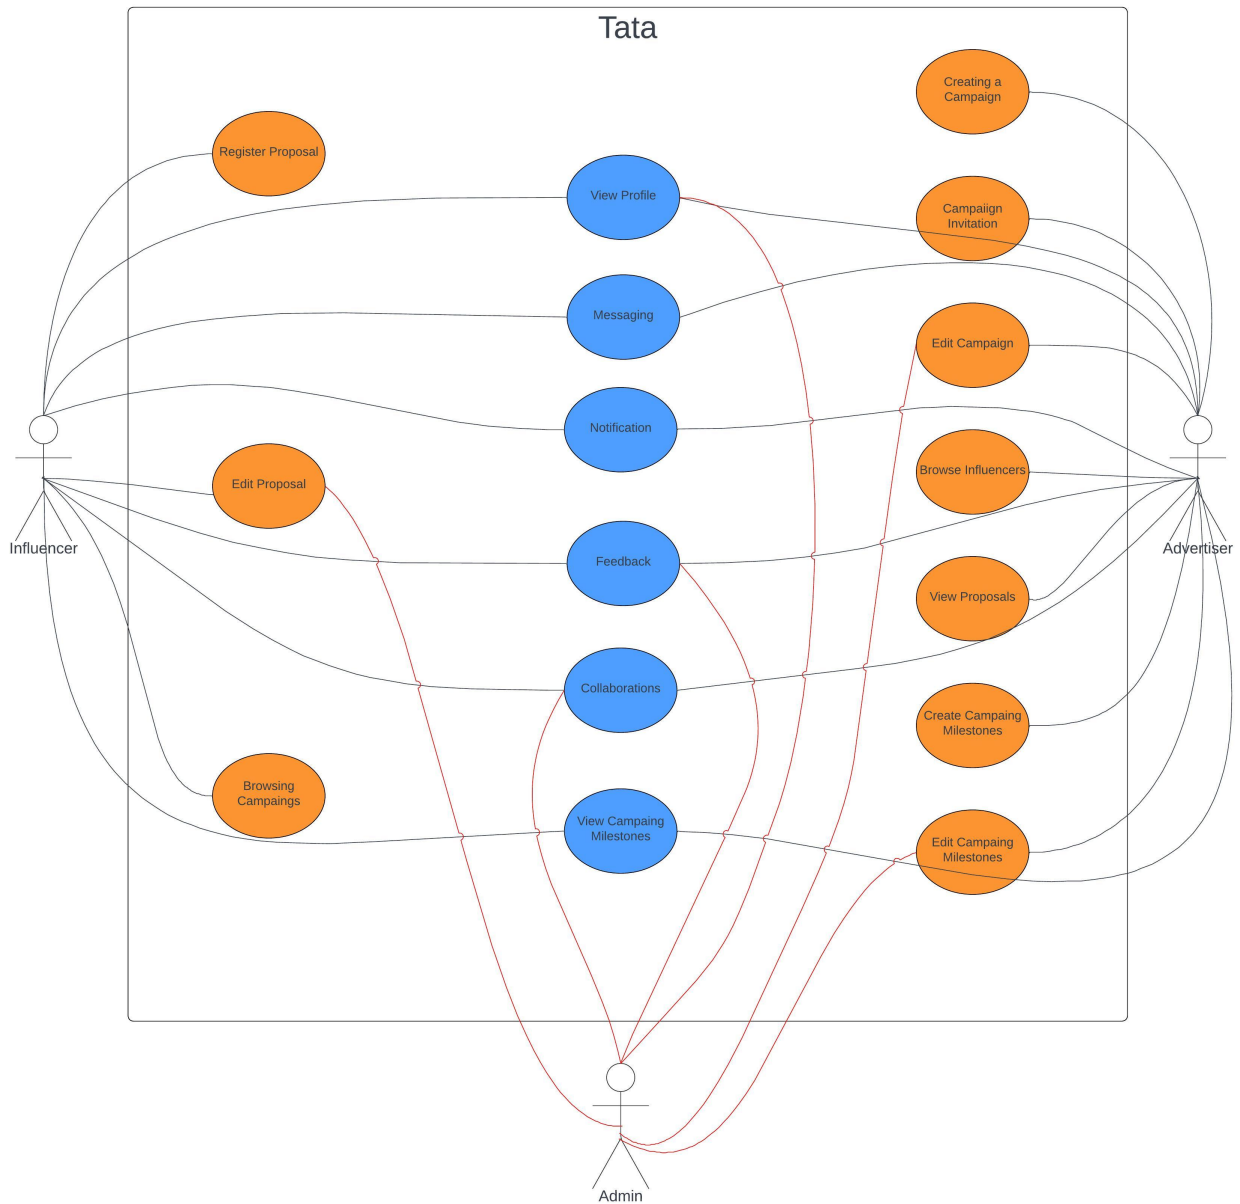 Tata
Creating a
Campaign
Register Proposal
View Profile
Campaiign
Invitation
Messaging
Edit Campaign
Notification
Browse Influencers
Edit Proposal
Influencer
Advertiser
Feedback
View Proposals
Collaborations
Create Campaing
Milestones
Browsing
Campaings
View Campaing
Milestones
Edit Campaing
Milestones
Admin